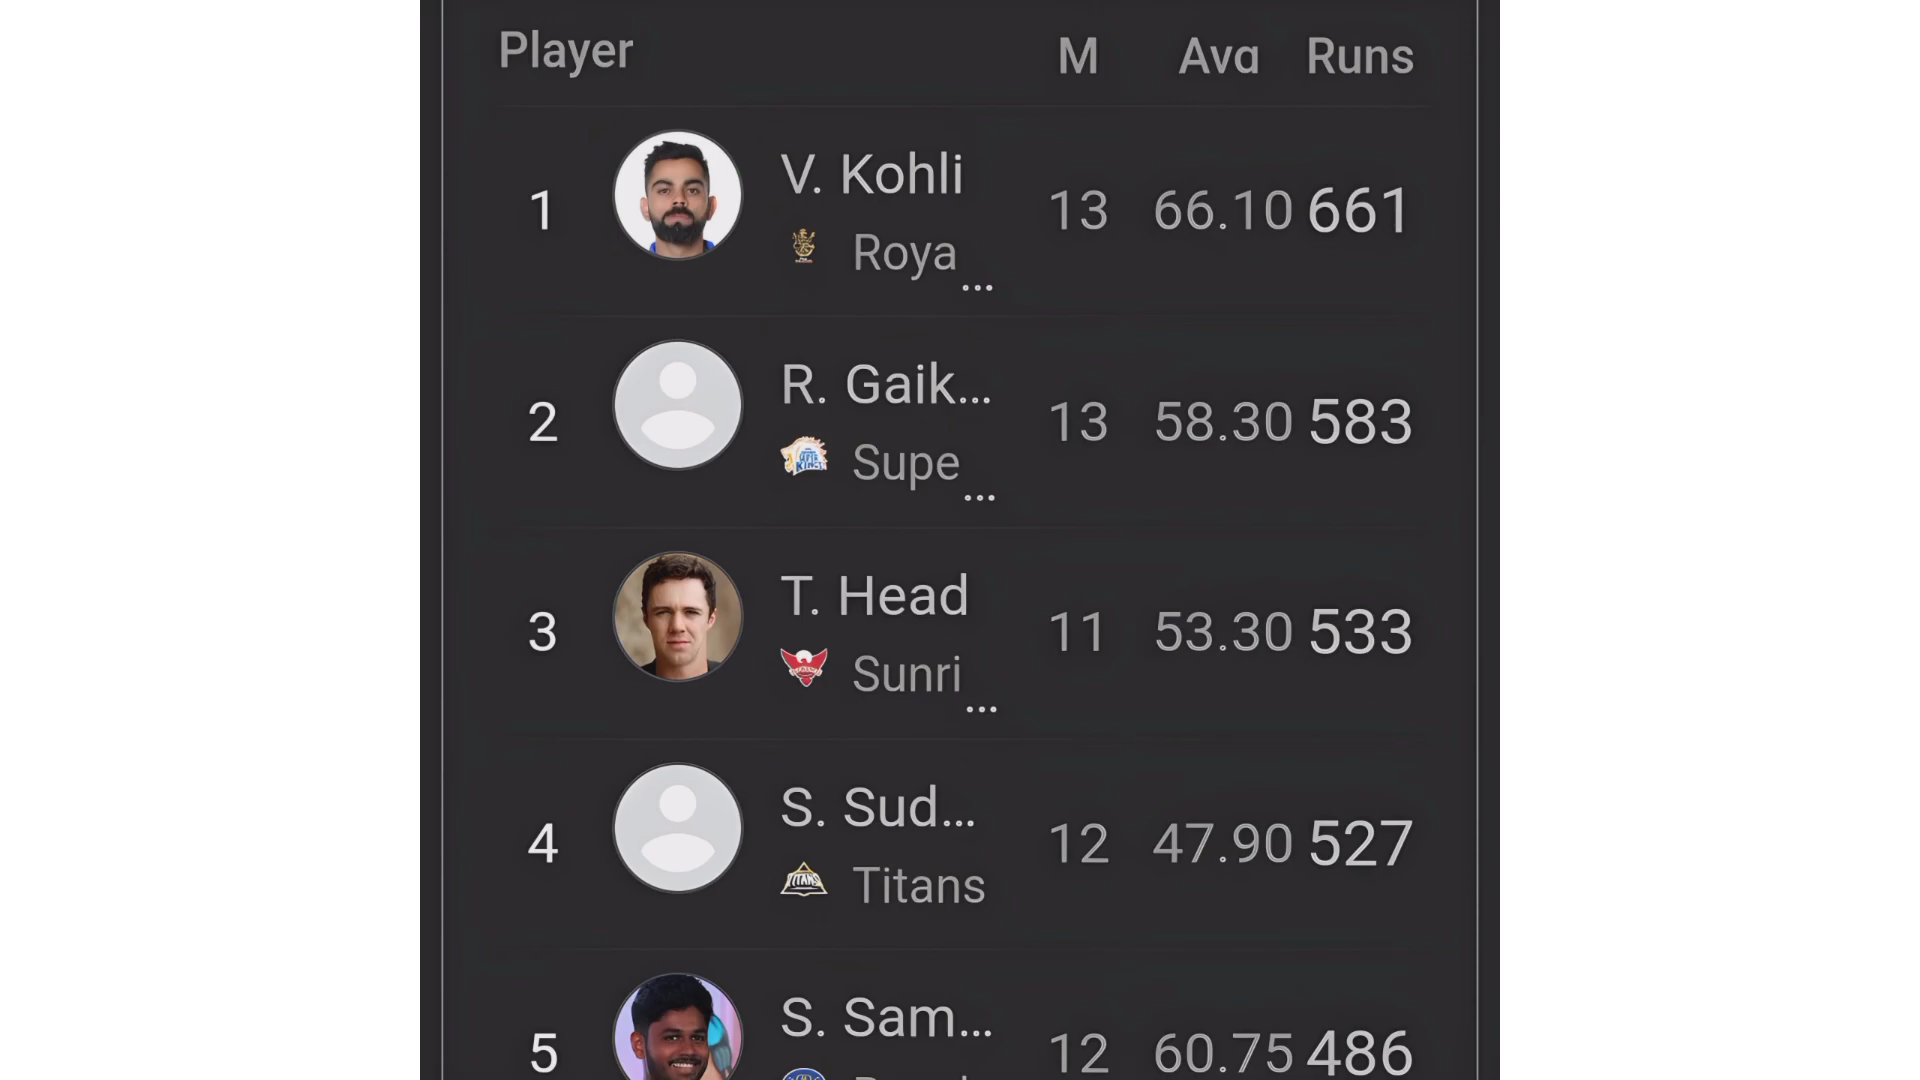 Player M Avg Runs
1 V. Kohli 13 66.10 661
Roya...
2 R. Gaik... 13 58.30 583
Supe...
3 T. Head 11 53.30 533
Sunri...
4 S. Sud... 12 47.90 527
TITANS Titans
5 S. Sam... 12 60.75 486